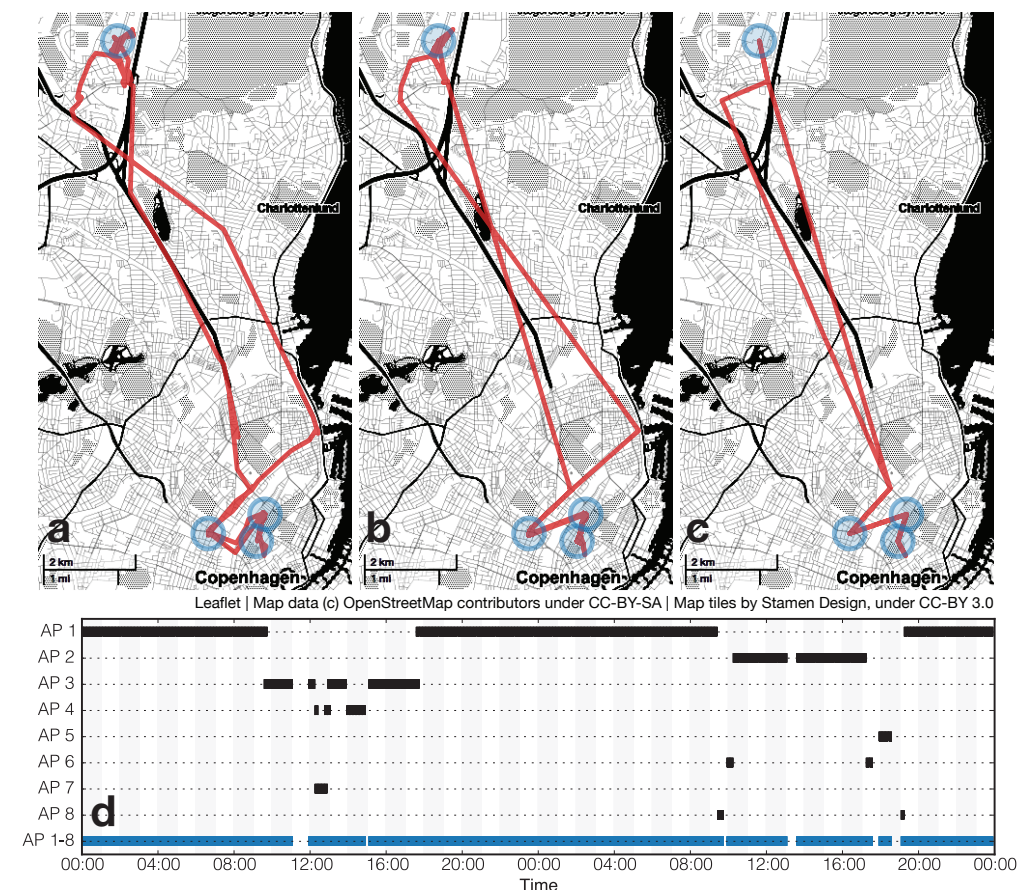 Charlottenlund Charlottenlund Charlottenlund
a b c
2 km 2 km 2 km
1 mi 1 mi 1 mi
Copenhagen Copenhagen Copenhagen
Leaflet | Map data (c) OpenStreetMap contributors under CC-BY-SA | Map tiles by Stamen Design, under CC-BY 3.0
AP 1
AP 2
AP 3
AP 4
AP 5
AP 6
AP 7
AP 8
d
AP 1-8
00:00 04:00 08:00 12:00 16:00 20:00 00:00 04:00 08:00 12:00 16:00 20:00 00:00
Time